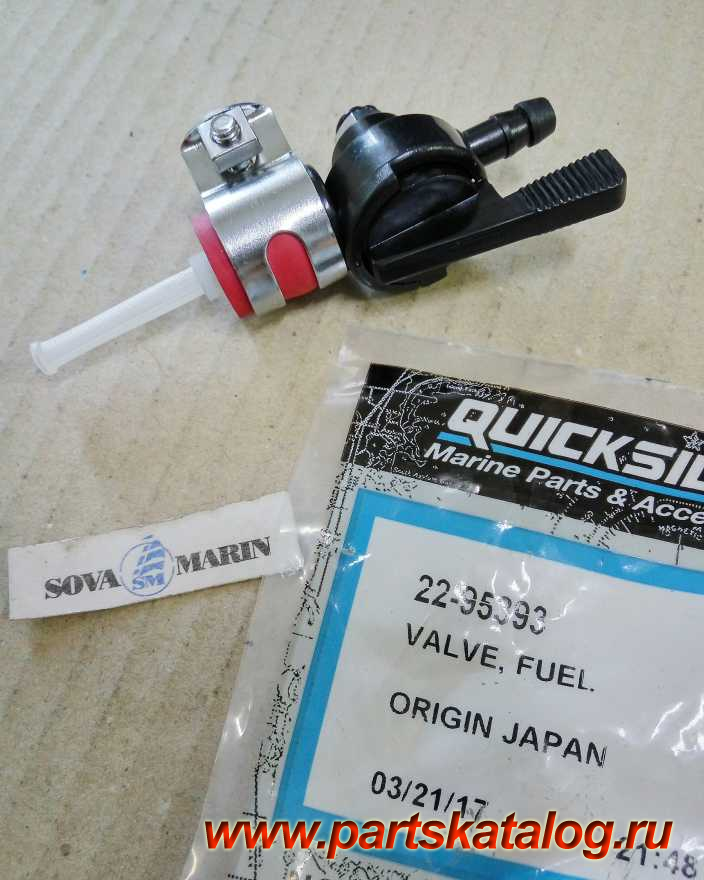 QUICKSIL
Marine Parts & Acce
SOVA SM MARIN
22-95393
VALVE, FUEL.
ORIGIN JAPAN
03/21/17
21:48
www.partskatalog.ru